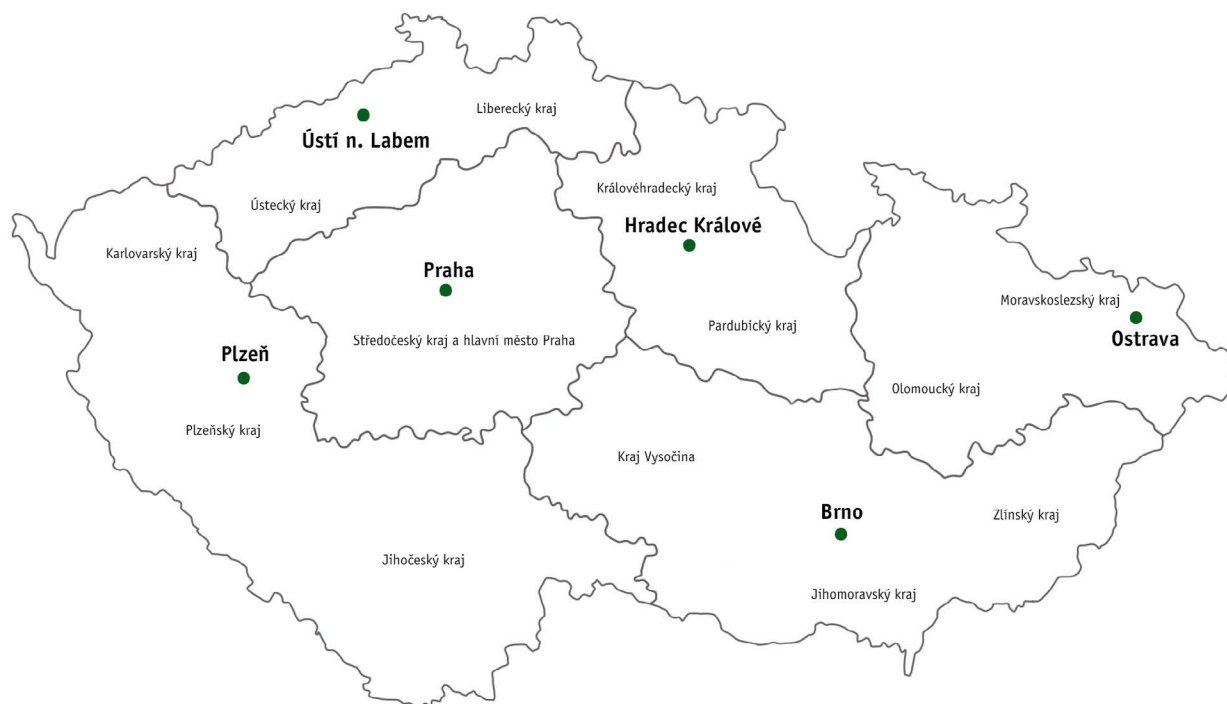 Liberecký kraj
Ústí n. Labem
Ústecký kraj
Královéhradecký kraj
Hradec Králové
Karlovarský kraj
Praha
Moravskoslezský kraj
Pardubický kraj
Středočeský kraj a hlavní město Praha
Ostrava
Plzeň
Olomoucký kraj
Plzeňský kraj
Kraj Vysočina
Brno
Zlínský kraj
Jihočeský kraj
Jihomoravský kraj